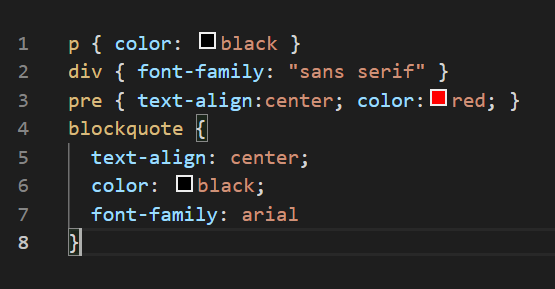 1 p { color: black }
2 div { font-family: "sans serif" }
3 pre { text-align:center; color:red; }
4 blockquote {
5 text-align: center;
6 color: black;
7 font-family: arial
8 }